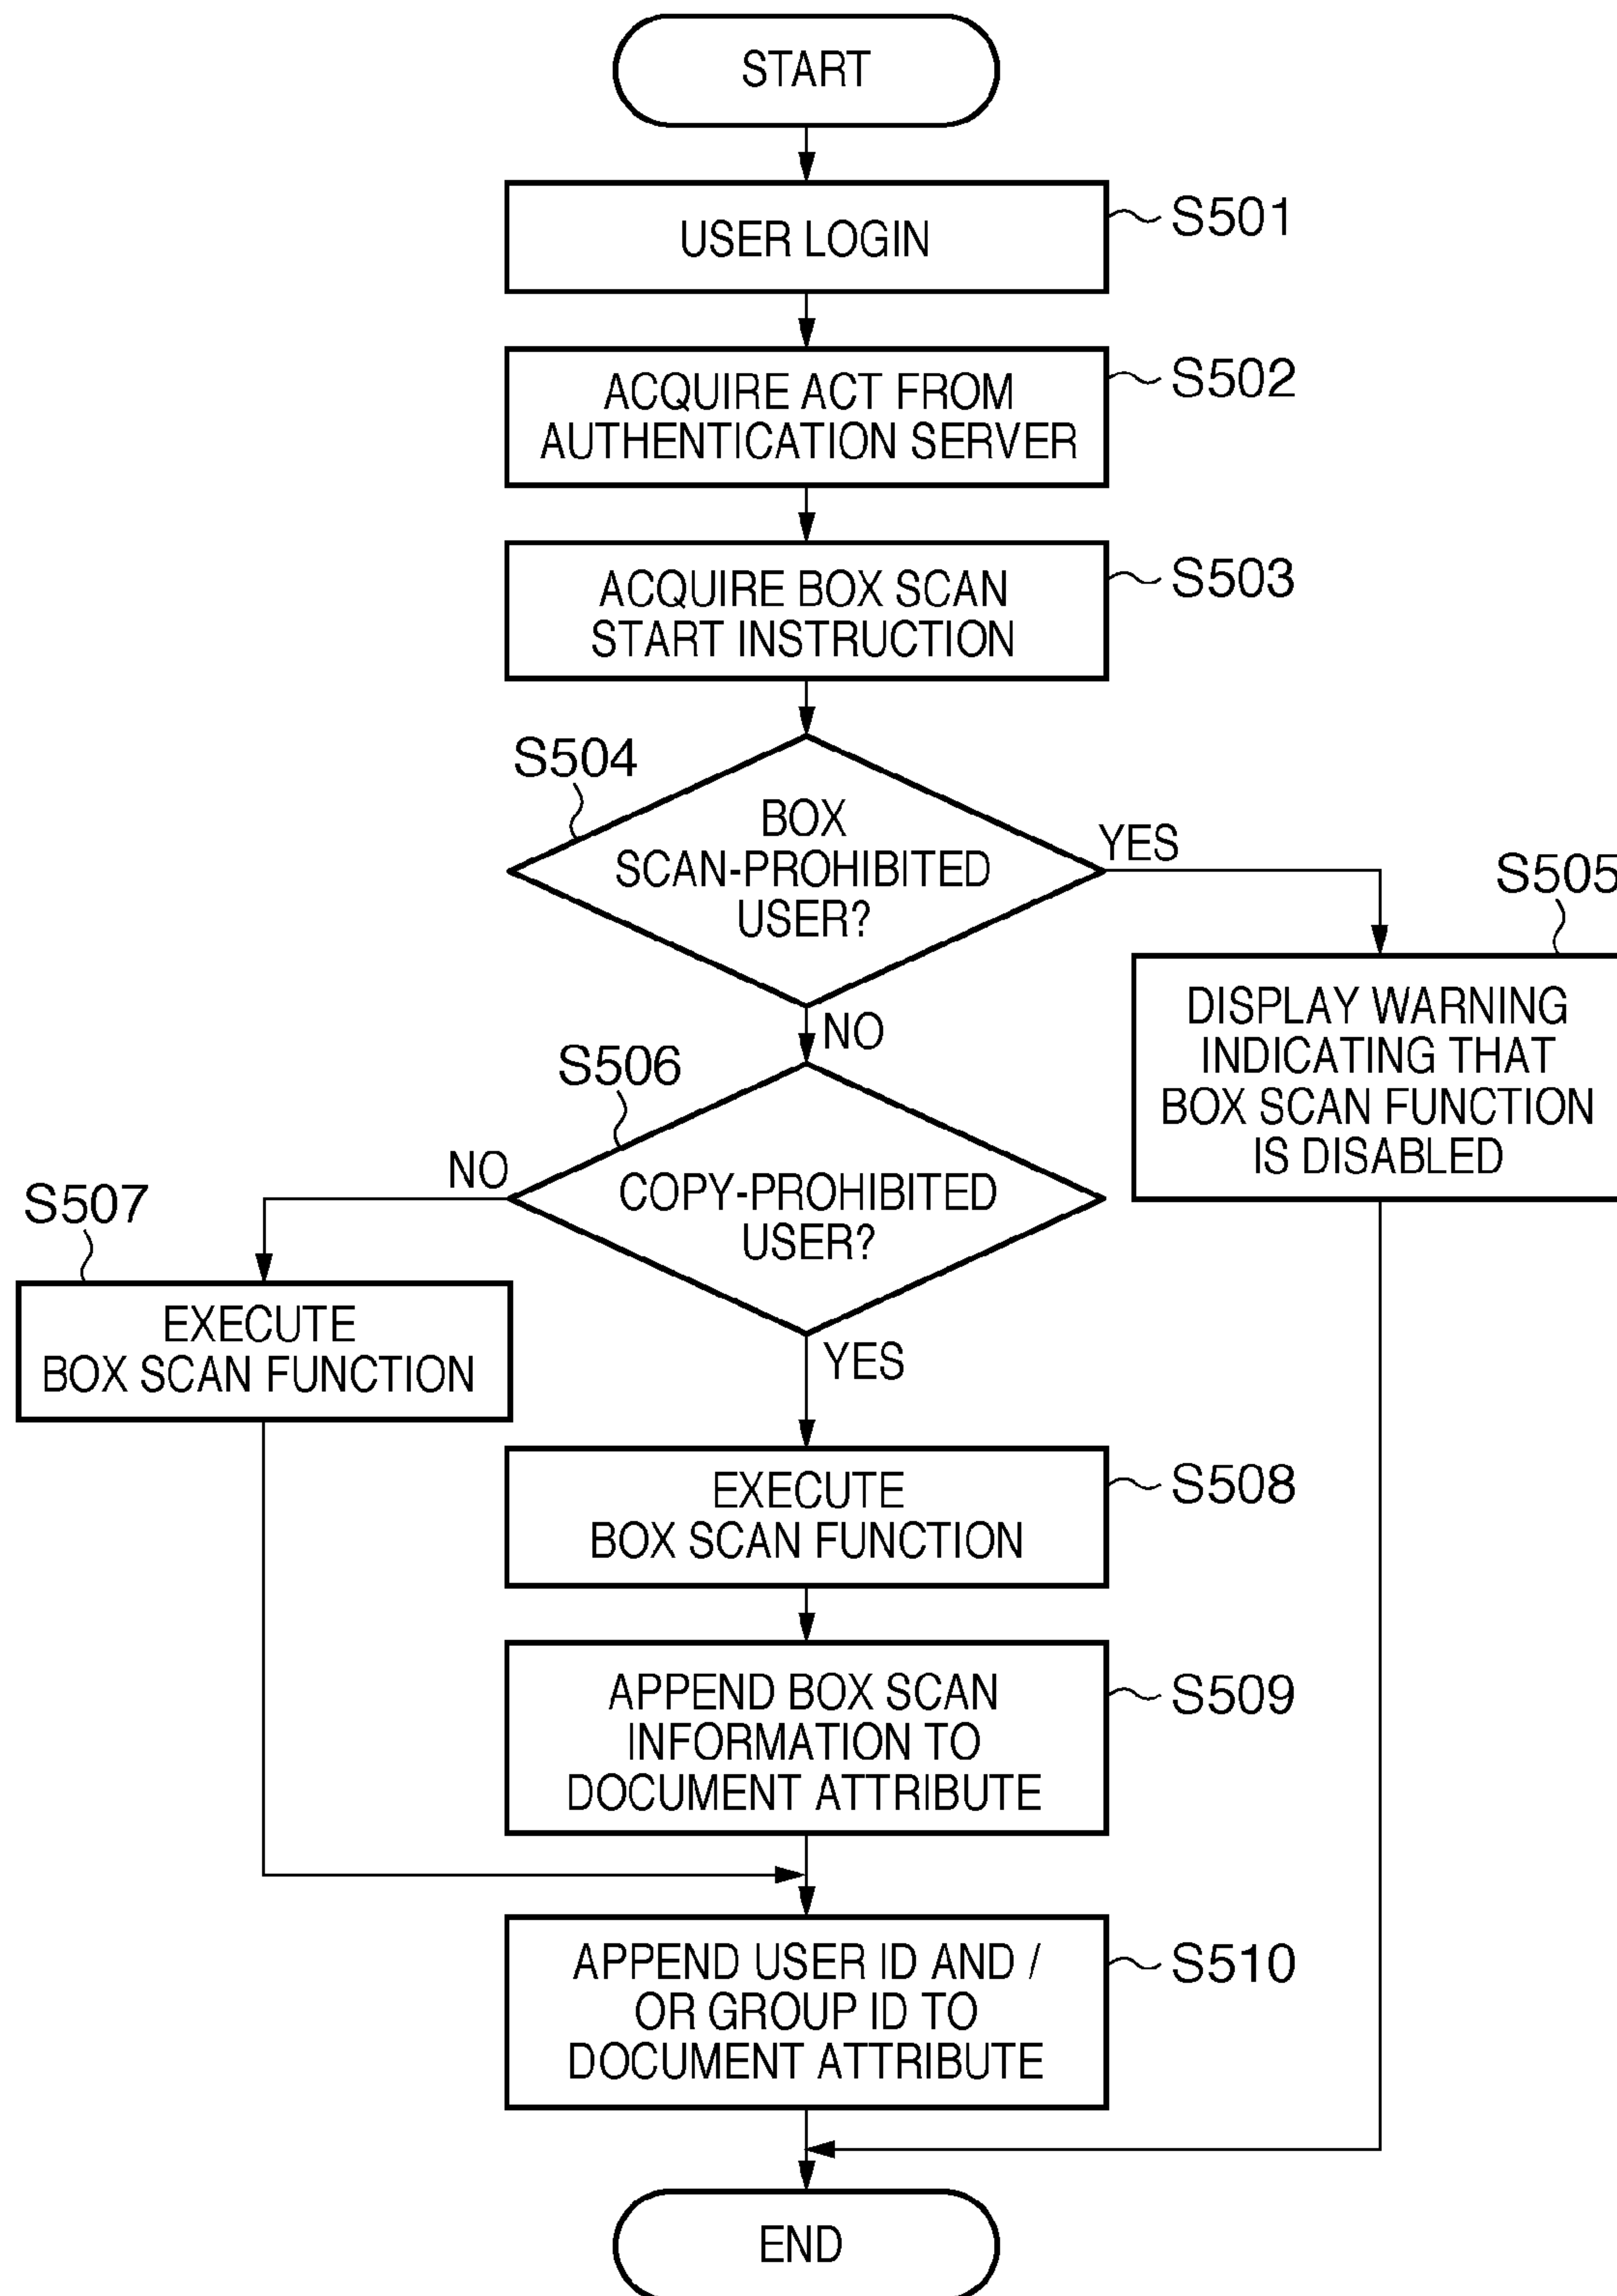 START
USER LOGIN
S501
ACQUIRE ACT FROM
AUTHENTICATION SERVER
S502
ACQUIRE BOX SCAN
START INSTRUCTION
S503
S504
BOX
SCAN-PROHIBITED
USER?
YES
S505
DISPLAY WARNING
INDICATING THAT
BOX SCAN FUNCTION
IS DISABLED
NO
S506
COPY-PROHIBITED
USER?
NO
S507
EXECUTE
BOX SCAN FUNCTION
YES
EXECUTE
BOX SCAN FUNCTION
S508
APPEND BOX SCAN
INFORMATION TO
DOCUMENT ATTRIBUTE
S509
APPEND USER ID AND /
OR GROUP ID TO
DOCUMENT ATTRIBUTE
S510
END